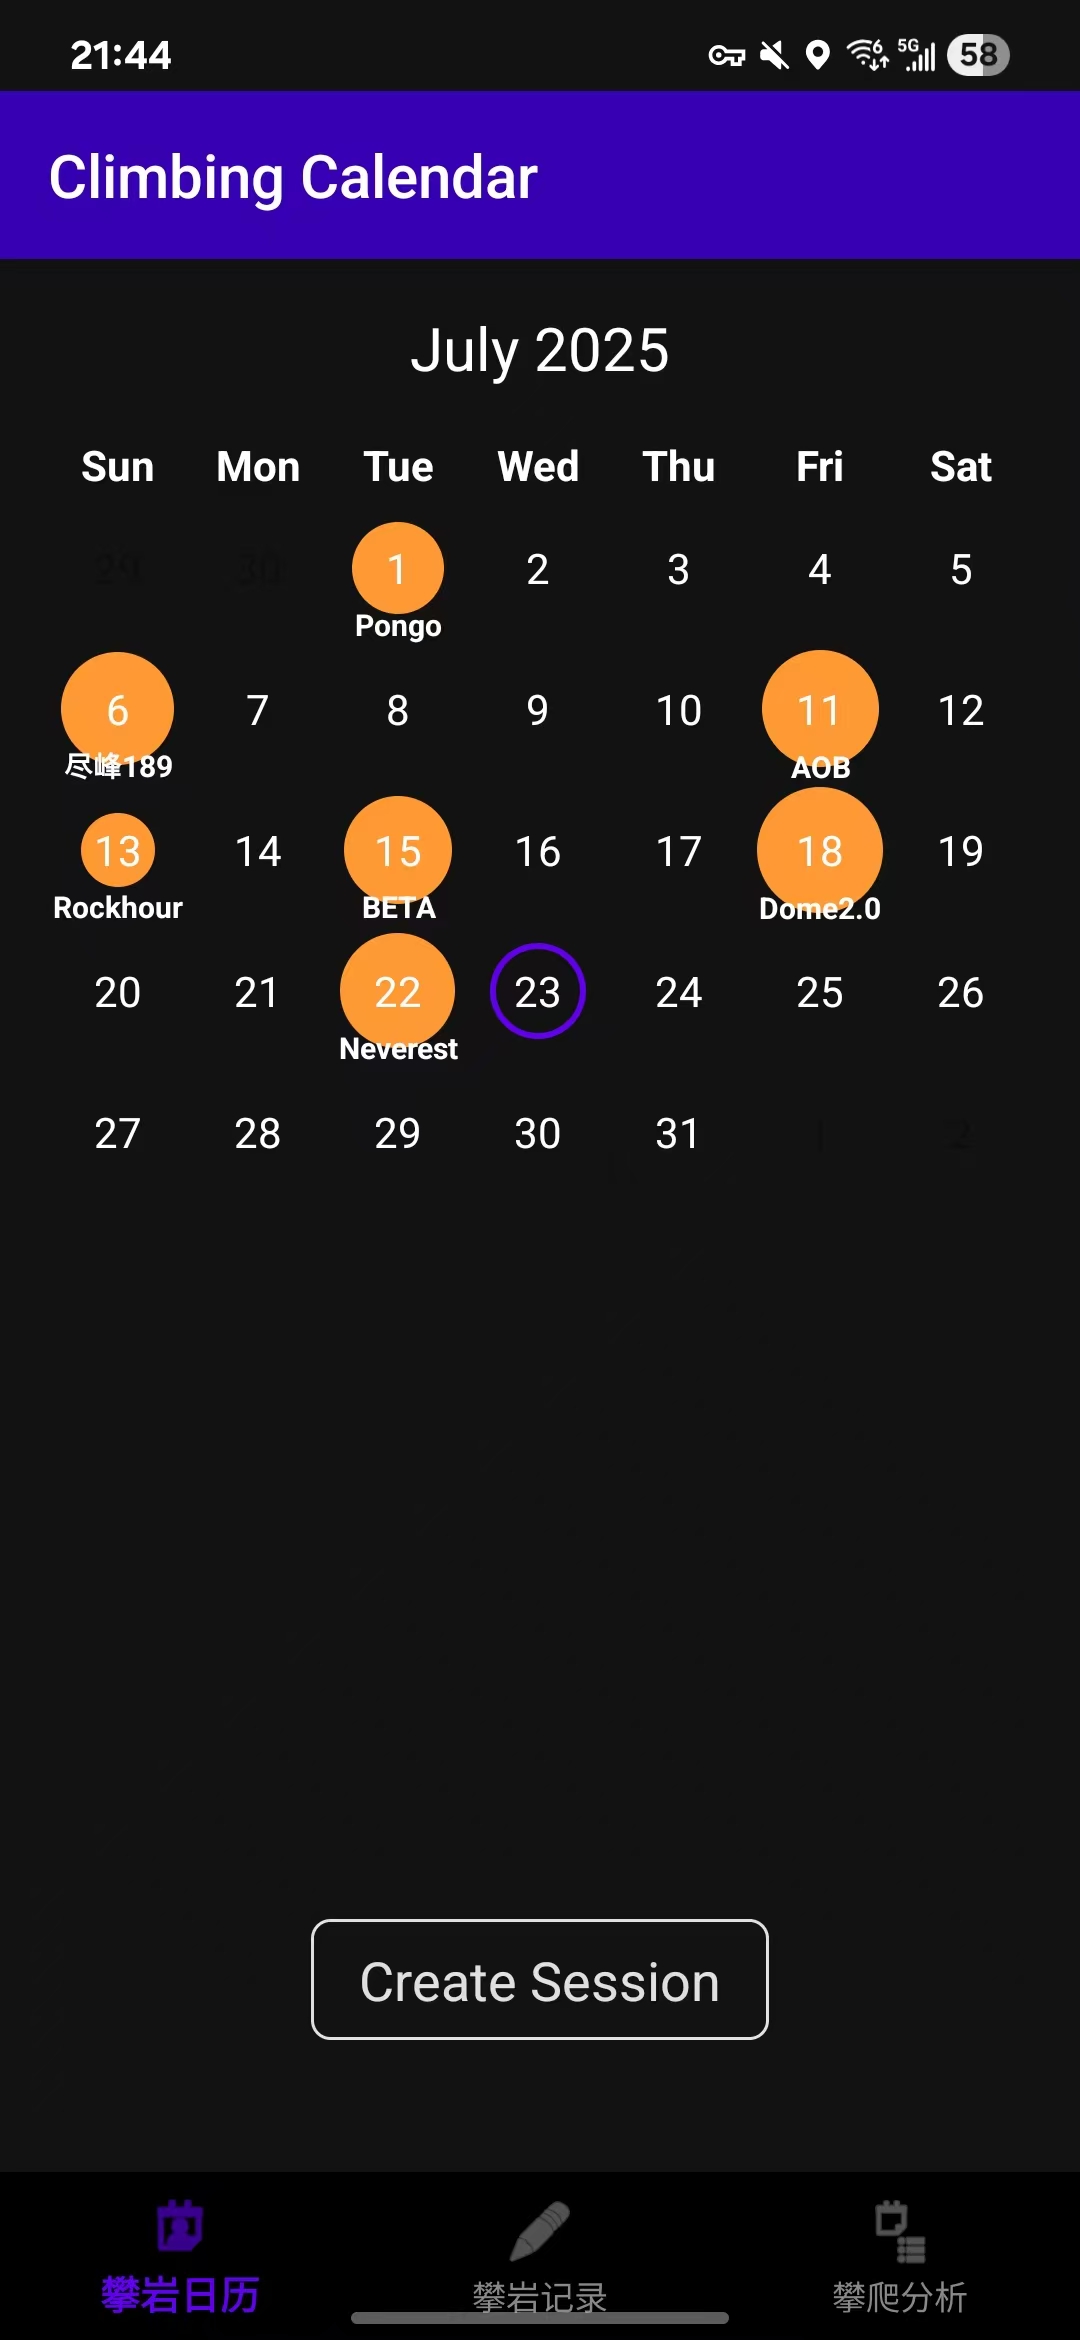 21:44 6 5G 58
Climbing Calendar
July 2025
Sun Mon Tue Wed Thu Fri Sat
29 30 1 2 3 4 5
Pongo
6 7 8 9 10 11 12
尽峰189 AOB
13 14 15 16 17 18 19
Rockhour BETA Dome2.0
20 21 22 23 24 25 26
Neverest
27 28 29 30 31 1 2
Create Session
攀岩日历 攀岩记录 攀爬分析